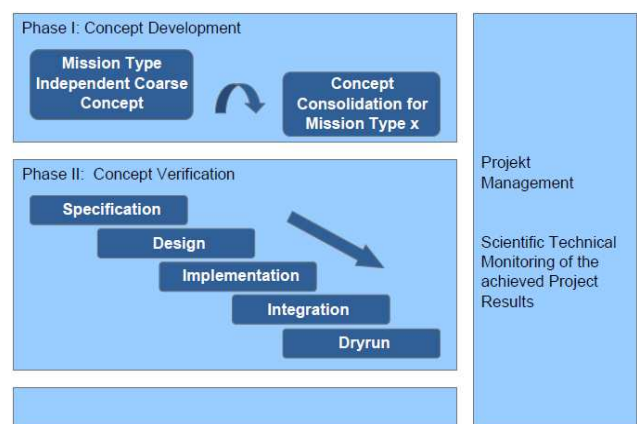 Phase I: Concept Development
Mission Type
Independent Coarse
Concept
Concept
Consolidation for
Mission Type x
Phase II: Concept Verification
Specification
Design
Implementation
Integration
Dryrun
Projekt
Management
Scientific Technical
Monitoring of the
achieved Project
Results